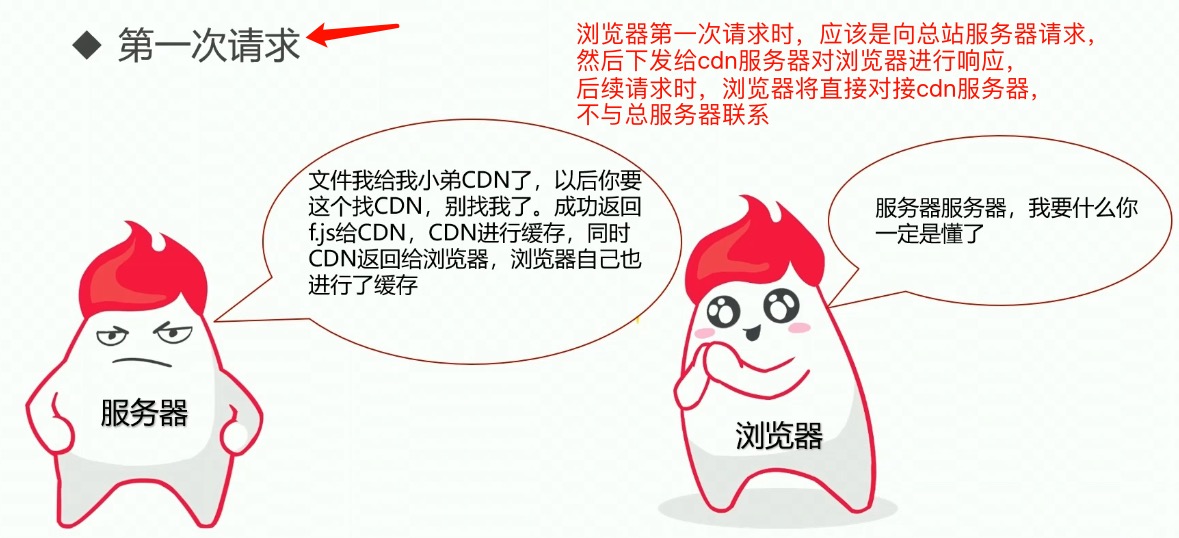 ◆ 第一次请求
浏览器第一次请求时，应该是向总站服务器请求，
然后下发给cdn服务器对浏览器进行响应，
后续请求时，浏览器将直接对接cdn服务器，
不与总服务器联系
文件我给我小弟CDN了，以后你要
这个找CDN，别找我了。成功返回
f.js给CDN，CDN进行缓存，同时
CDN返回给浏览器，浏览器自己也
进行了缓存
服务器服务器，我要什么你
一定是懂了
服务器
浏览器